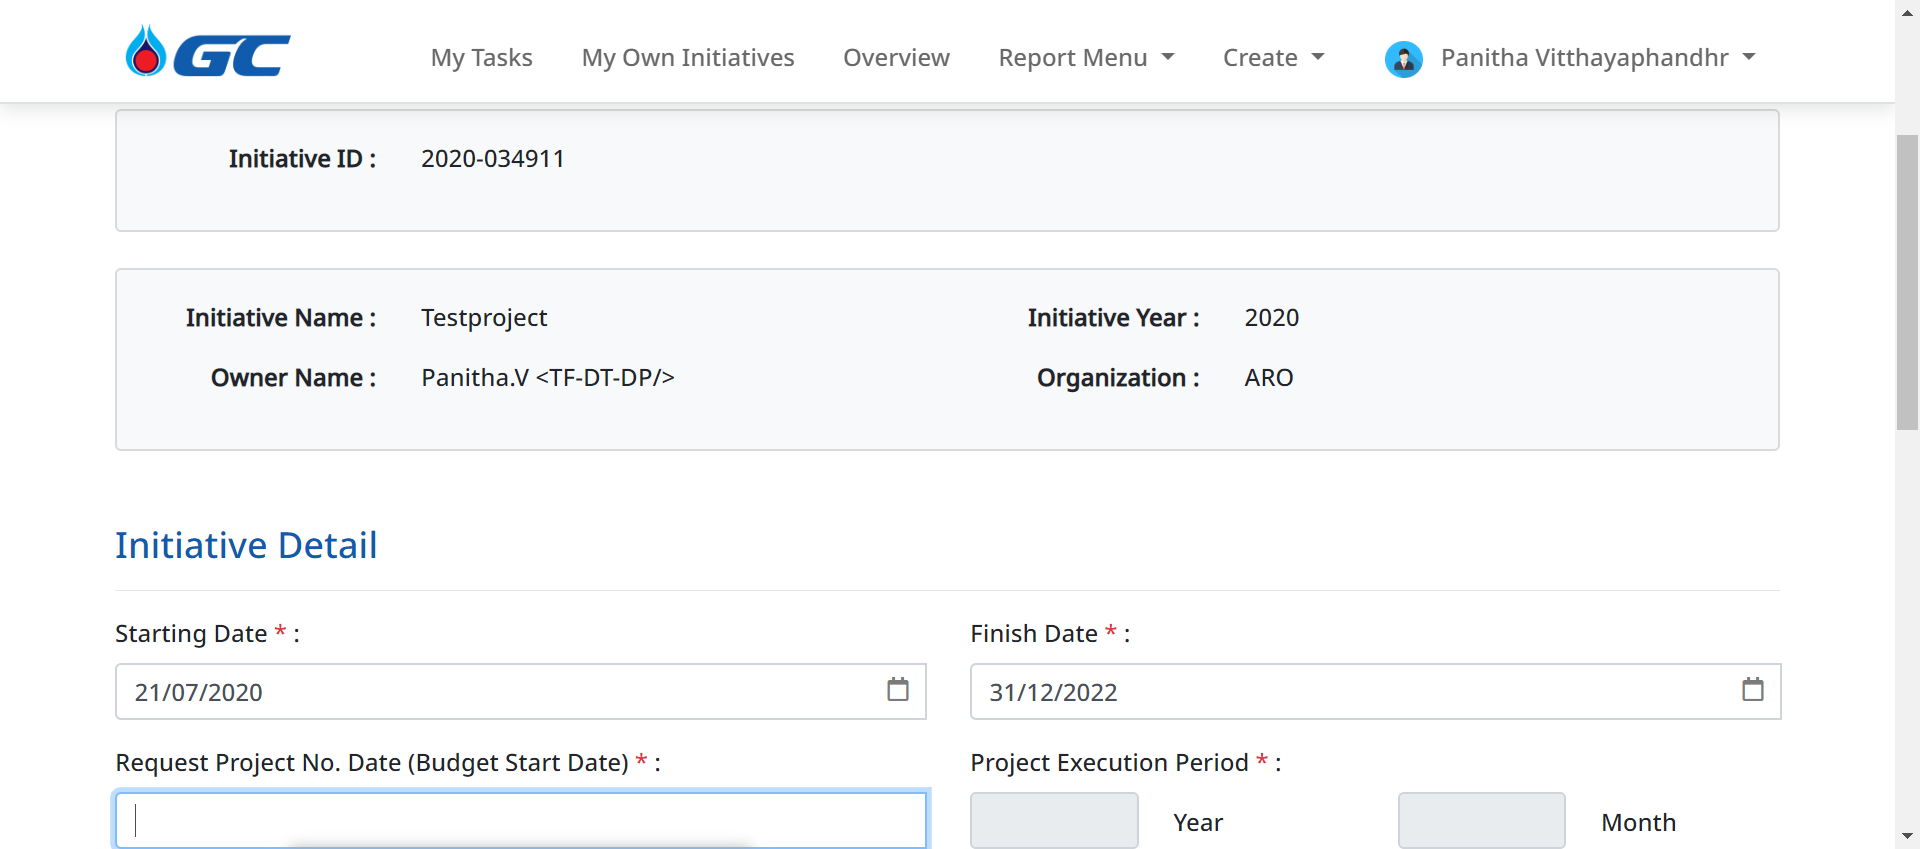 GC My Tasks My Own Initiatives Overview Report Menu Create Panitha Vitthayaphandhr
Initiative ID : 2020-034911
Initiative Name : Testproject Initiative Year : 2020
Owner Name : Panitha.V <TF-DT-DP/> Organization : ARO
Initiative Detail
Starting Date * : Finish Date * :
21/07/2020 31/12/2022
Request Project No. Date (Budget Start Date) * : Project Execution Period * :
Year Month